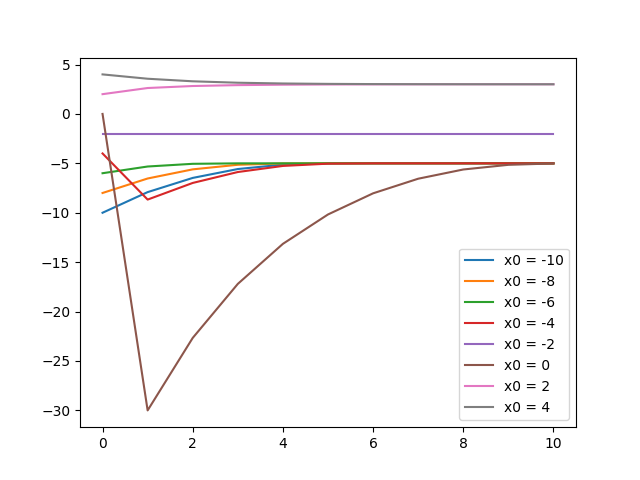 5
0
−5
−10
−15
−20
−25
−30
0 2 4 6 8 10
x0 = -10
x0 = -8
x0 = -6
x0 = -4
x0 = -2
x0 = 0
x0 = 2
x0 = 4